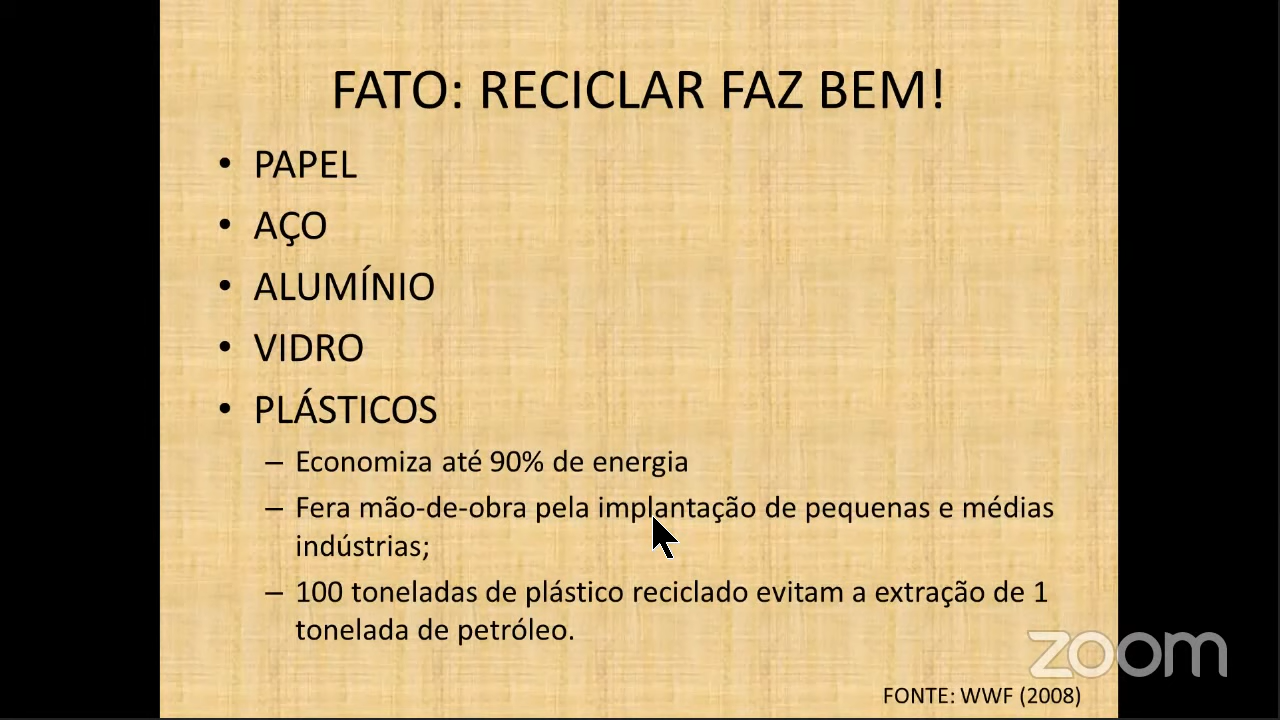 FATO: RECICLAR FAZ BEM!
• PAPEL
• AÇO
• ALUMÍNIO
• VIDRO
• PLÁSTICOS
– Economiza até 90% de energia
– Fera mão-de-obra pela implantação de pequenas e médias
indústrias;
– 100 toneladas de plástico reciclado evitam a extração de 1
tonelada de petróleo.
zoom
FONTE: WWF (2008)